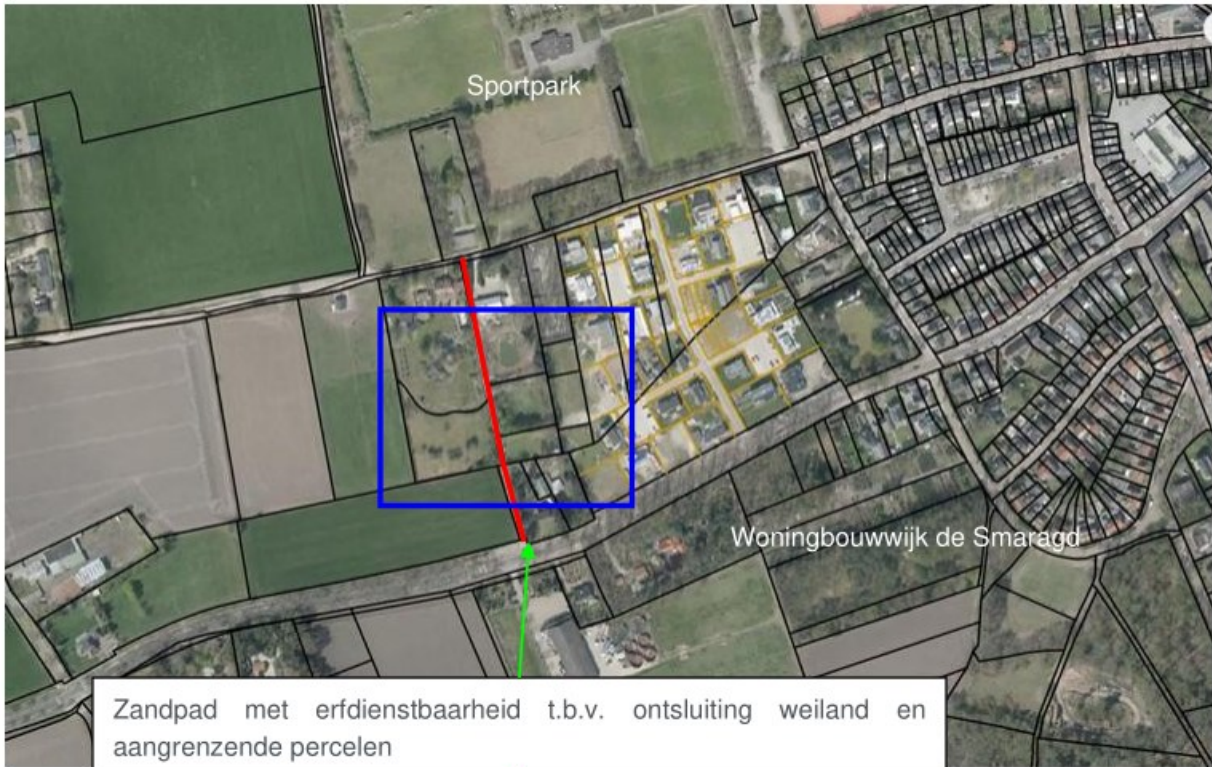 Sportpark
Woningbouwwijk de Smaragd
Zandpad met erfdienstbaarheid t.b.v. ontsluiting weiland en
aangrenzende percelen